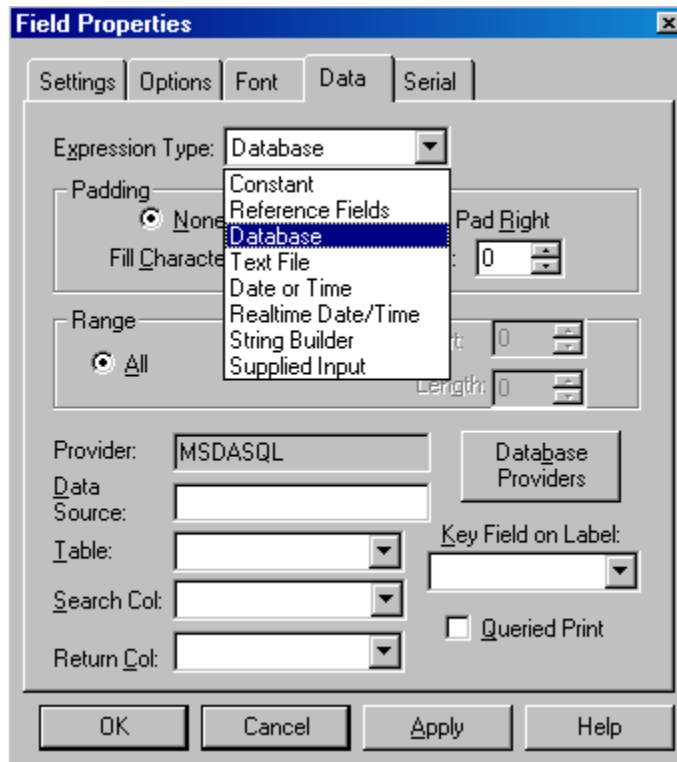 Field Properties
Settings Options Font Data Serial
Expression Type: Database
Constant
Reference Fields
Database
Text File
Date or Time
Realtime Date/Time
String Builder
Supplied Input
Padding
None Pad Right
Fill Characte : 0
Range
All rt: 0
Length: 0
Provider: MSDASQL
Database Providers
Data Source:
Table:
Key Field on Label:
Search Col:
Queried Print
Return Col:
OK Cancel Apply Help